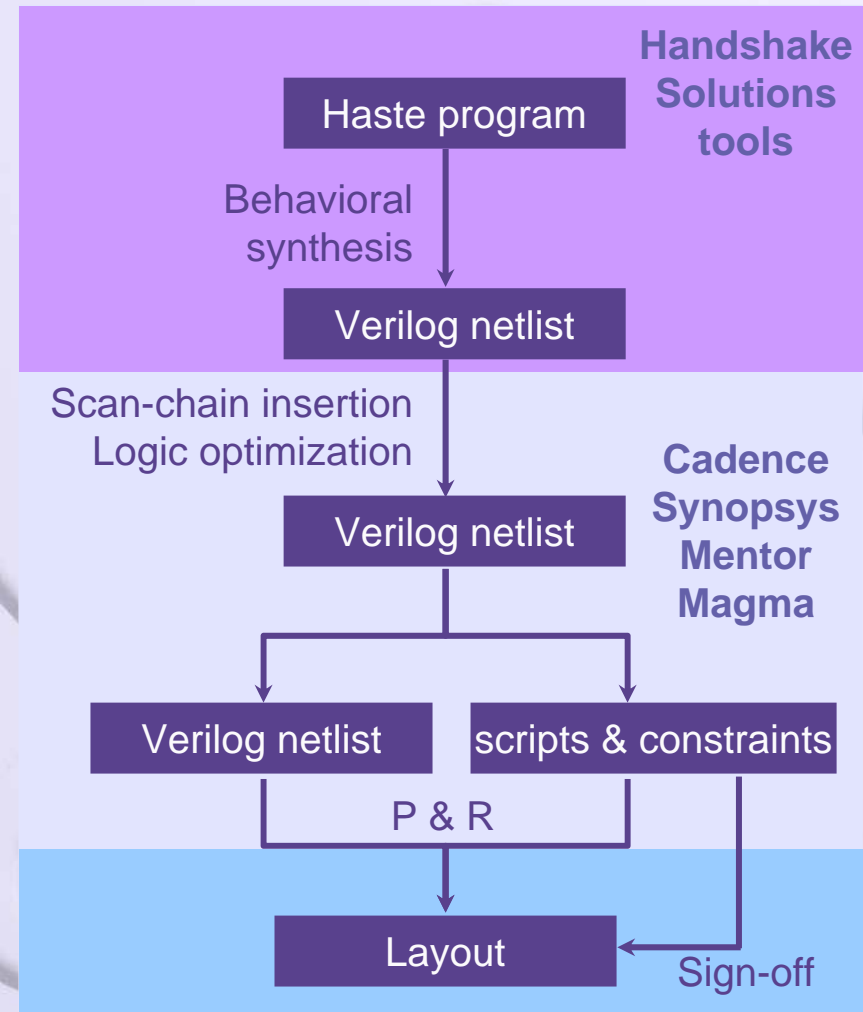 Handshake
Solutions
tools
Haste program
Behavioral
synthesis
Verilog netlist
Scan-chain insertion
Logic optimization
Cadence
Synopsys
Mentor
Magma
Verilog netlist
Verilog netlist
scripts & constraints
P & R
Layout
Sign-off